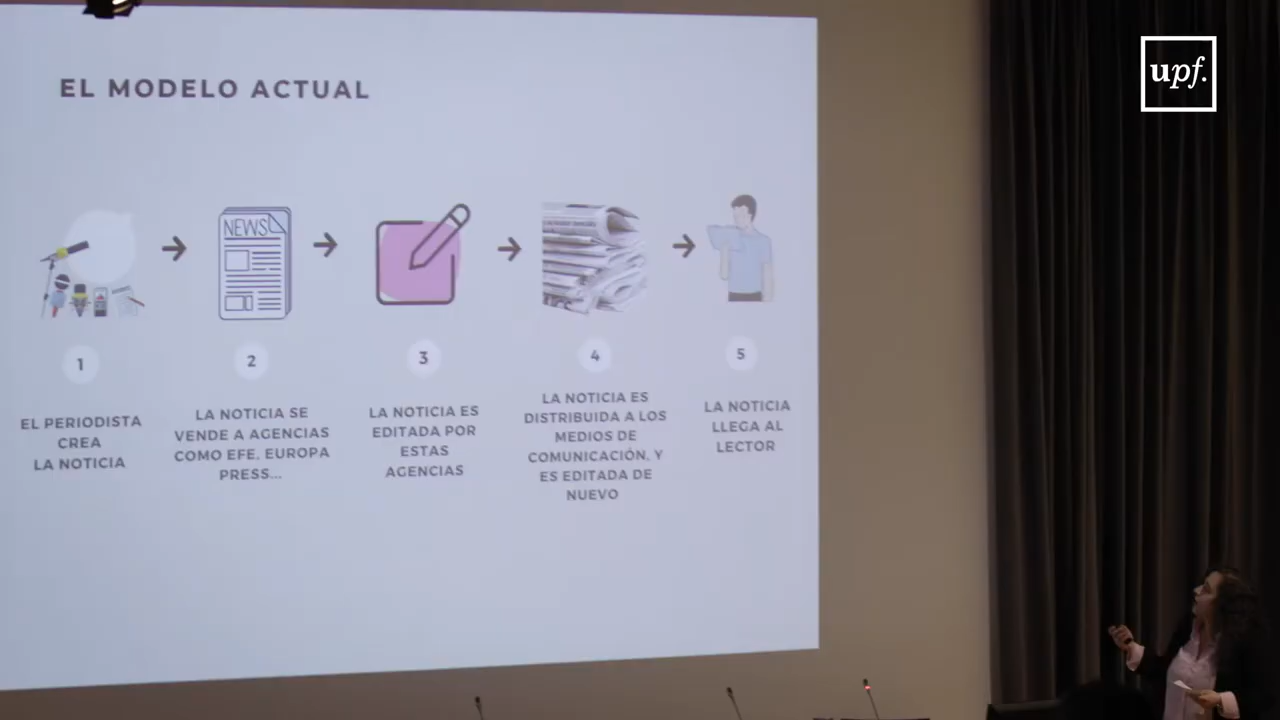 upf.
EL MODELO ACTUAL
NEWS
1
EL PERIODISTA
CREA
LA NOTICIA
2
LA NOTICIA SE
VENDE A AGENCIAS
COMO EFE, EUROPA
PRESS...
3
LA NOTICIA ES
EDITADA POR
ESTAS
AGENCIAS
4
LA NOTICIA ES
DISTRIBUIDA A LOS
MEDIOS DE
COMUNICACIÓN, Y
ES EDITADA DE
NUEVO
5
LA NOTICIA
LLEGA AL
LECTOR